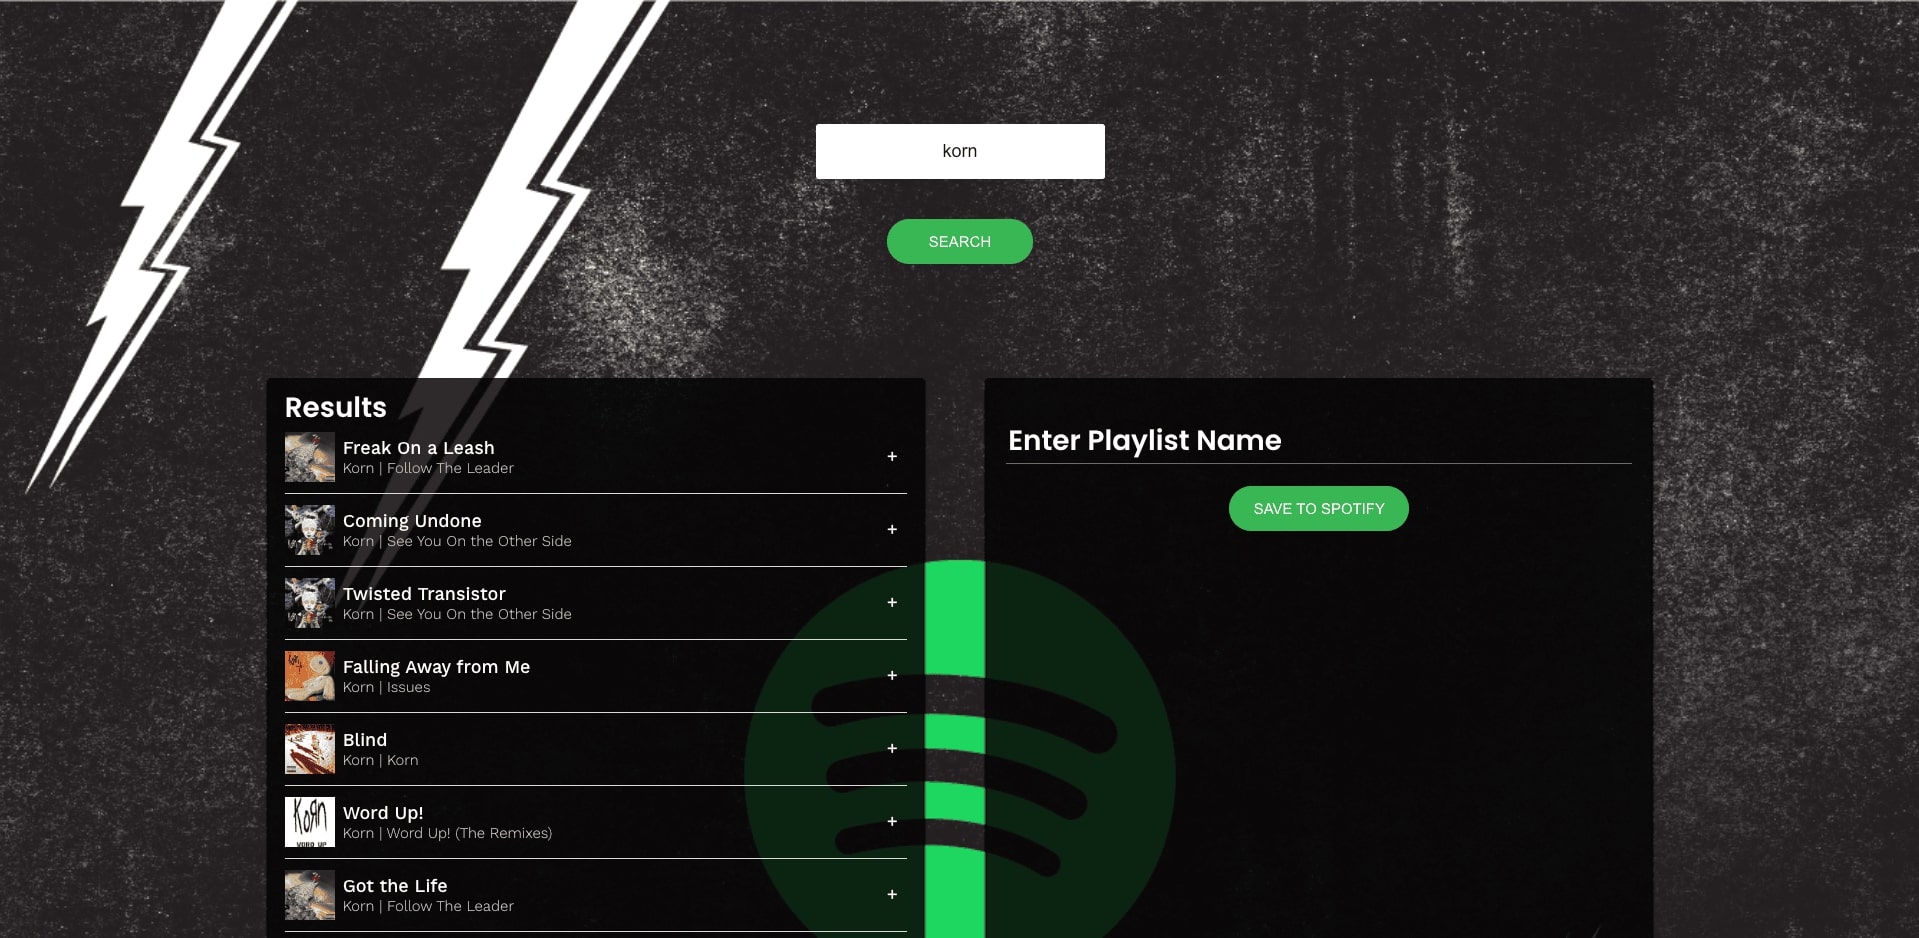 korn
SEARCH
Results
Freak On a Leash
Korn | Follow The Leader
+
Coming Undone
Korn | See You On the Other Side
+
Twisted Transistor
Korn | See You On the Other Side
+
Falling Away from Me
Korn | Issues
+
Blind
Korn | Korn
+
KoЯn
WORD UP
Word Up!
Korn | Word Up! (The Remixes)
+
Got the Life
Korn | Follow The Leader
+
Enter Playlist Name
SAVE TO SPOTIFY